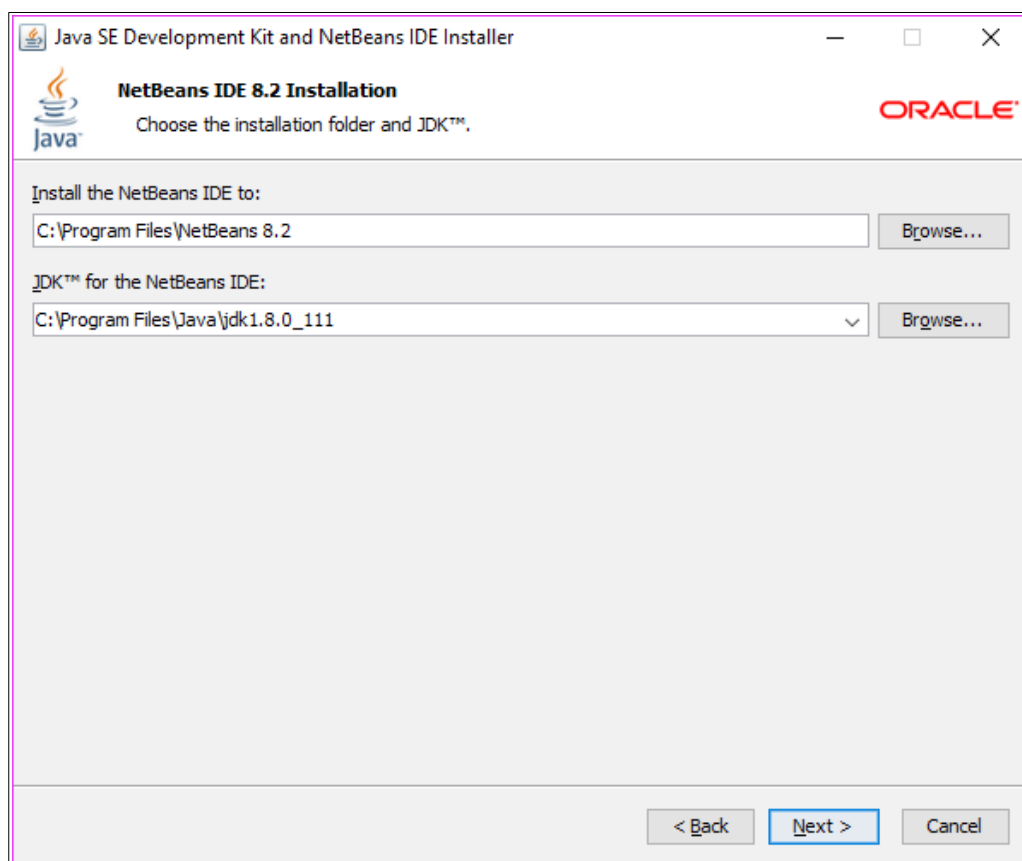 Java SE Development Kit and NetBeans IDE Installer
NetBeans IDE 8.2 Installation
Choose the installation folder and JDK™.
Java™
ORACLE®
Install the NetBeans IDE to:
C:\Program Files\NetBeans 8.2
Browse...
JDK™ for the NetBeans IDE:
C:\Program Files\Java\jdk1.8.0_111
Browse...
< Back
Next >
Cancel